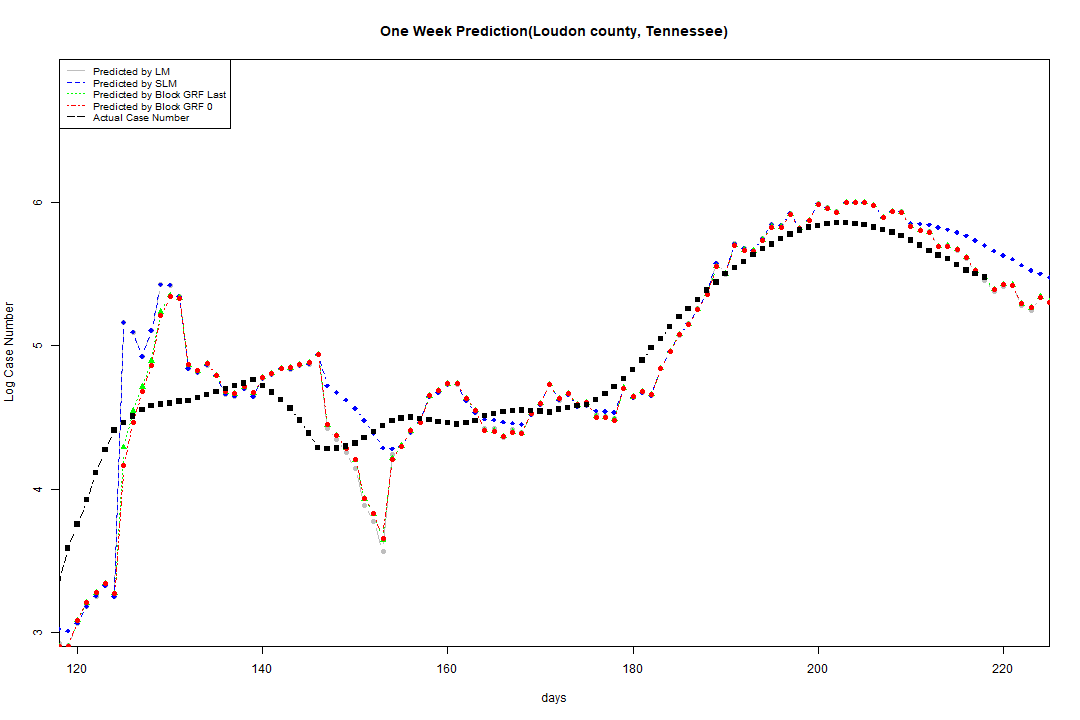 One Week Prediction(Loudon county, Tennessee)
Predicted by LM
Predicted by SLM
Predicted by Block GRF Last
Predicted by Block GRF 0
Actual Case Number
Log Case Number
6
5
4
3
120 140 160 180 200 220
days